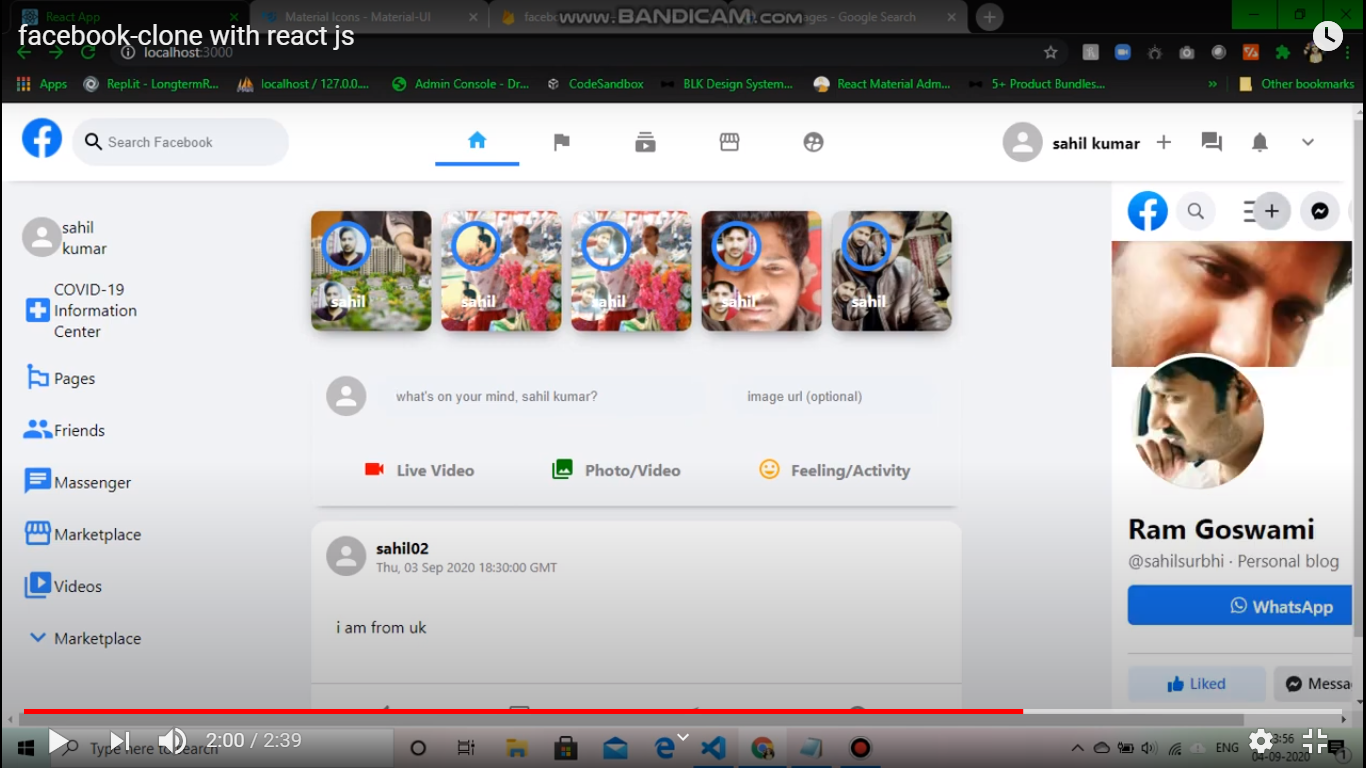 React App
Material Icons - Material-UI
faceb
www.BANDICAM.com
ages - Google Search
facebook-clone with react js
localhost:3000
Apps
Repl.it - LongtermR...
localhost / 127.0.0....
Admin Console - Dr...
CodeSandbox
BLK Design System...
React Material Adm...
5+ Product Bundles...
»
Other bookmarks
Search Facebook
sahil kumar
sahil
kumar
COVID-19
Information
Center
Pages
Friends
Massenger
Marketplace
Videos
Marketplace
sahil
sahil
sahil
sahil
sahil
what's on your mind, sahil kumar?
image url (optional)
Live Video
Photo/Video
Feeling/Activity
sahil02
Thu, 03 Sep 2020 18:30:00 GMT
i am from uk
Ram Goswami
@sahilsurbhi · Personal blog
WhatsApp
Liked
Messa
2:00 / 2:39
Type here to search
ENG
3:56
04-09-2020
1